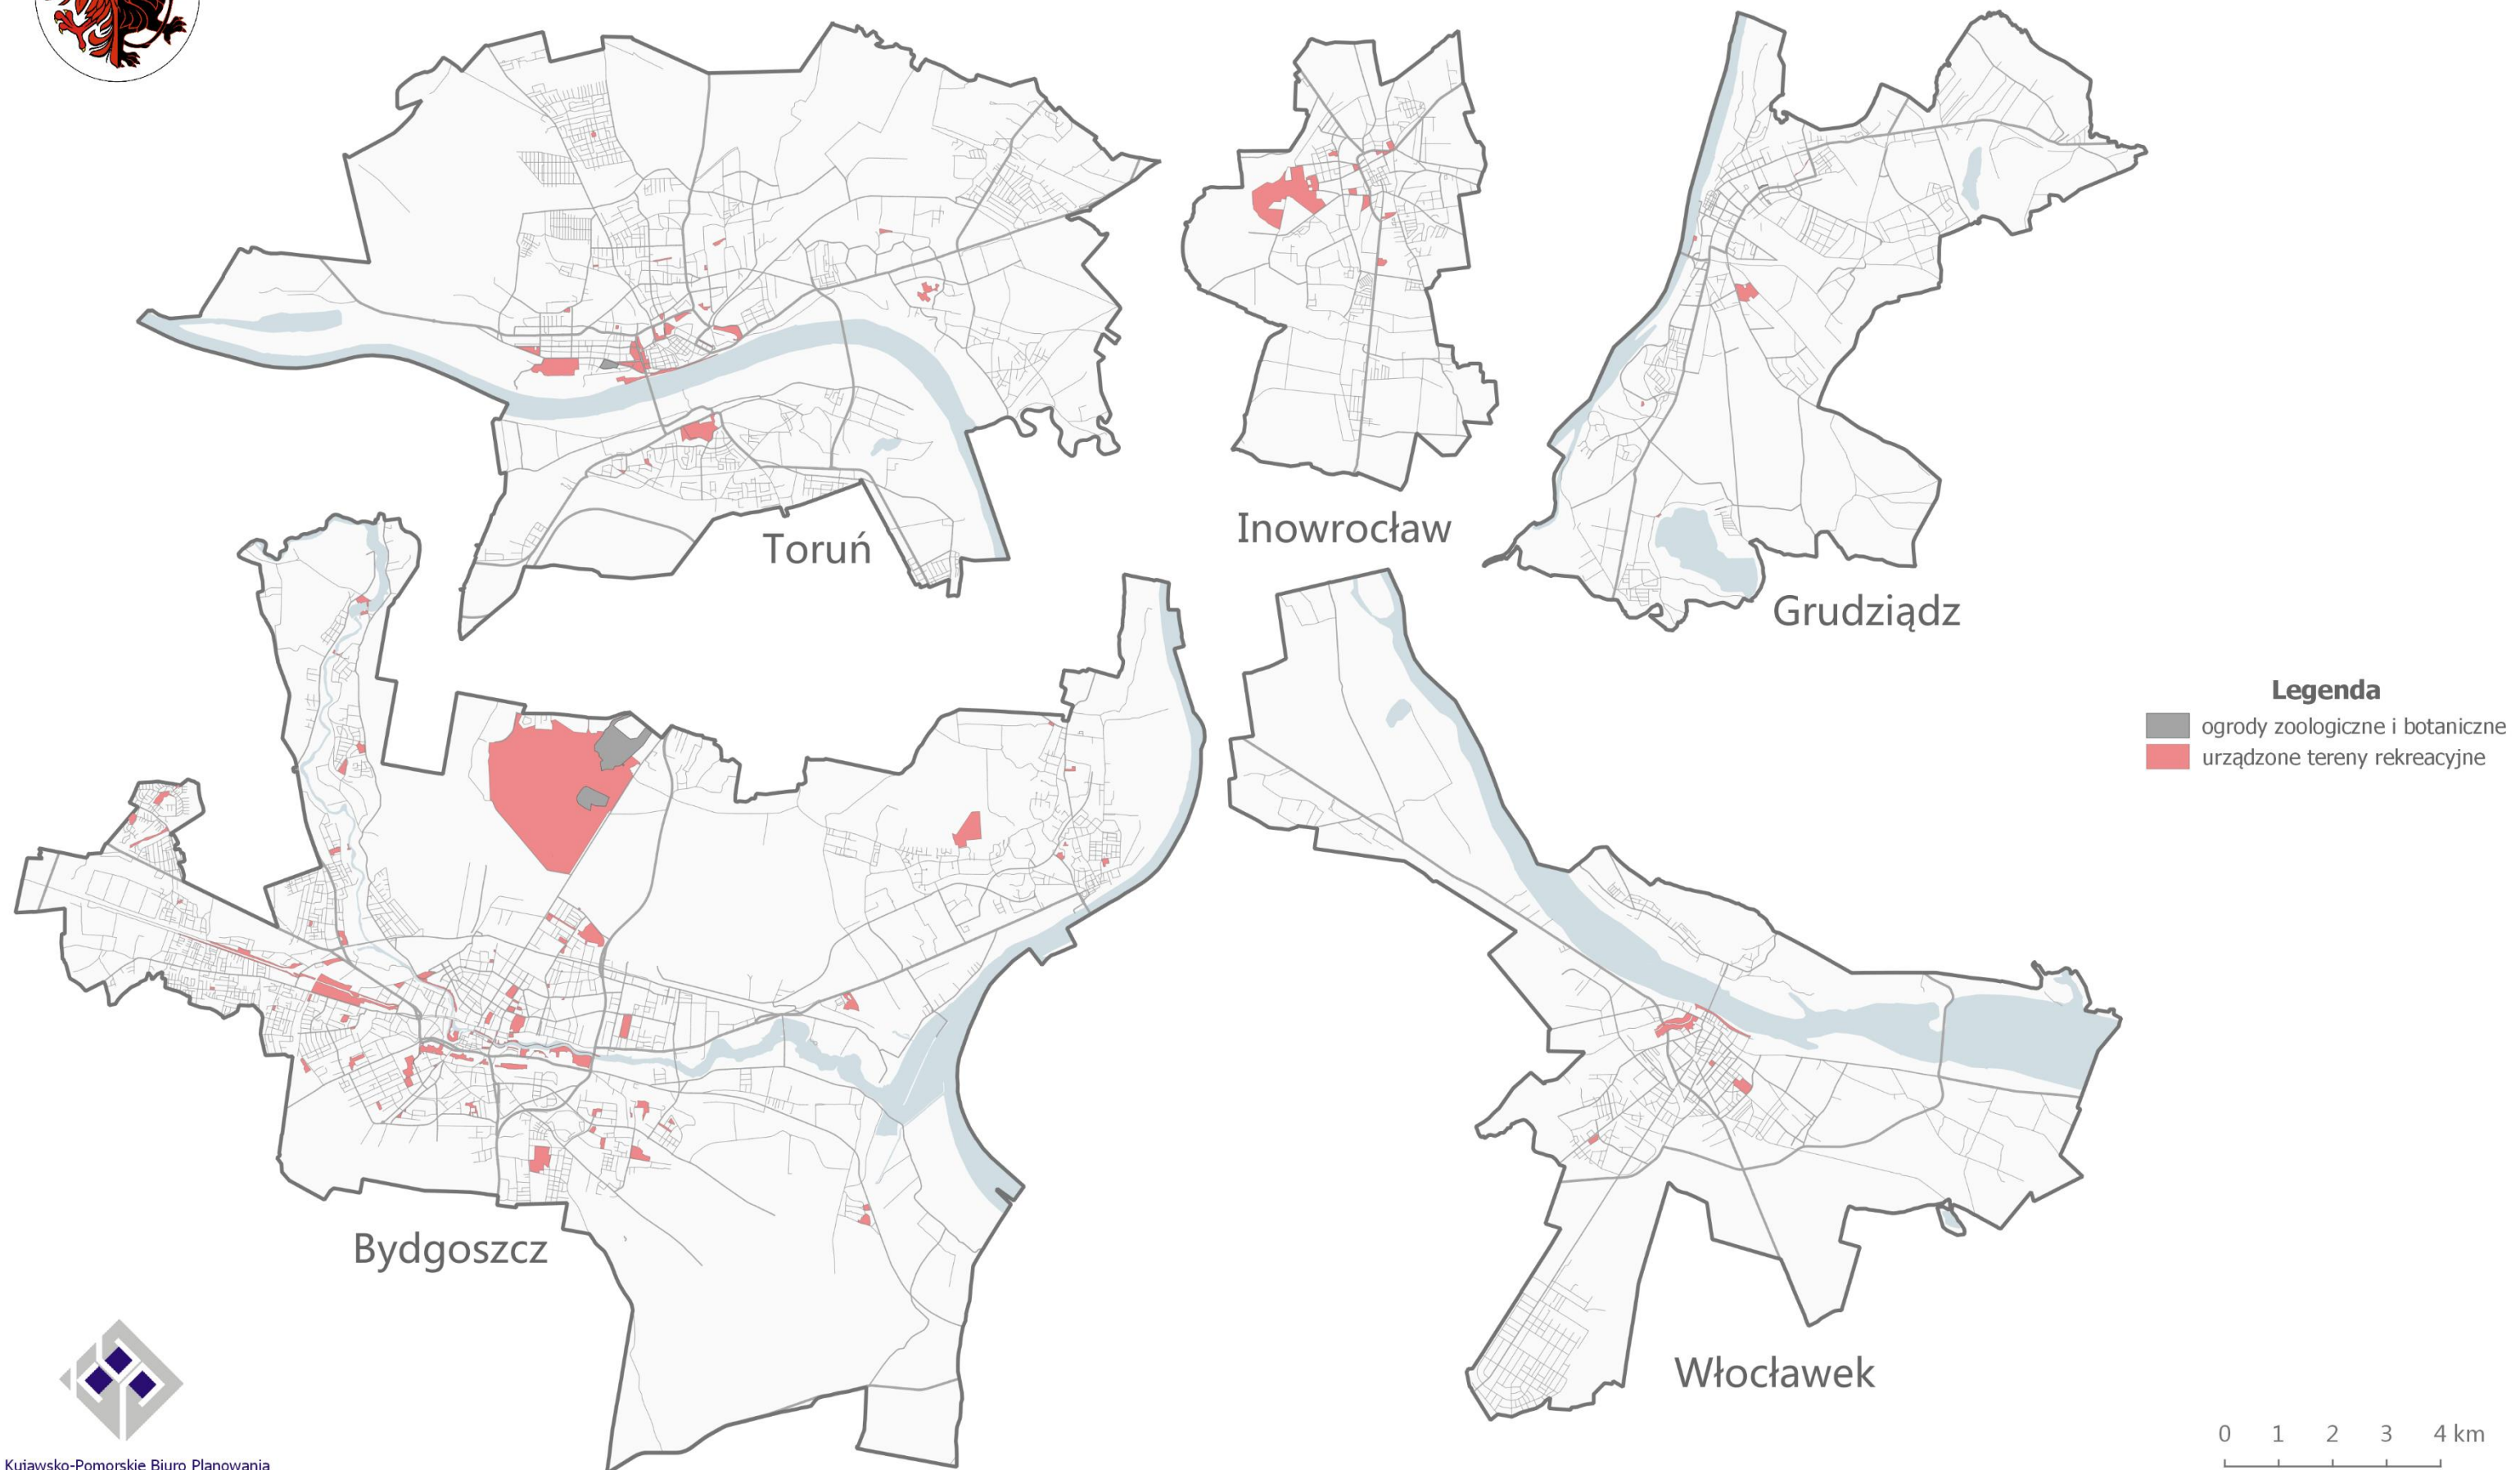 Toruń
Inowrocław
Grudziądz
Legenda
ogrody zoologiczne i botaniczne
urządzone tereny rekreacyjne
Bydgoszcz
Włocławek
0 1 2 3 4 km
Kujawsko-Pomorskie Biuro Planowania